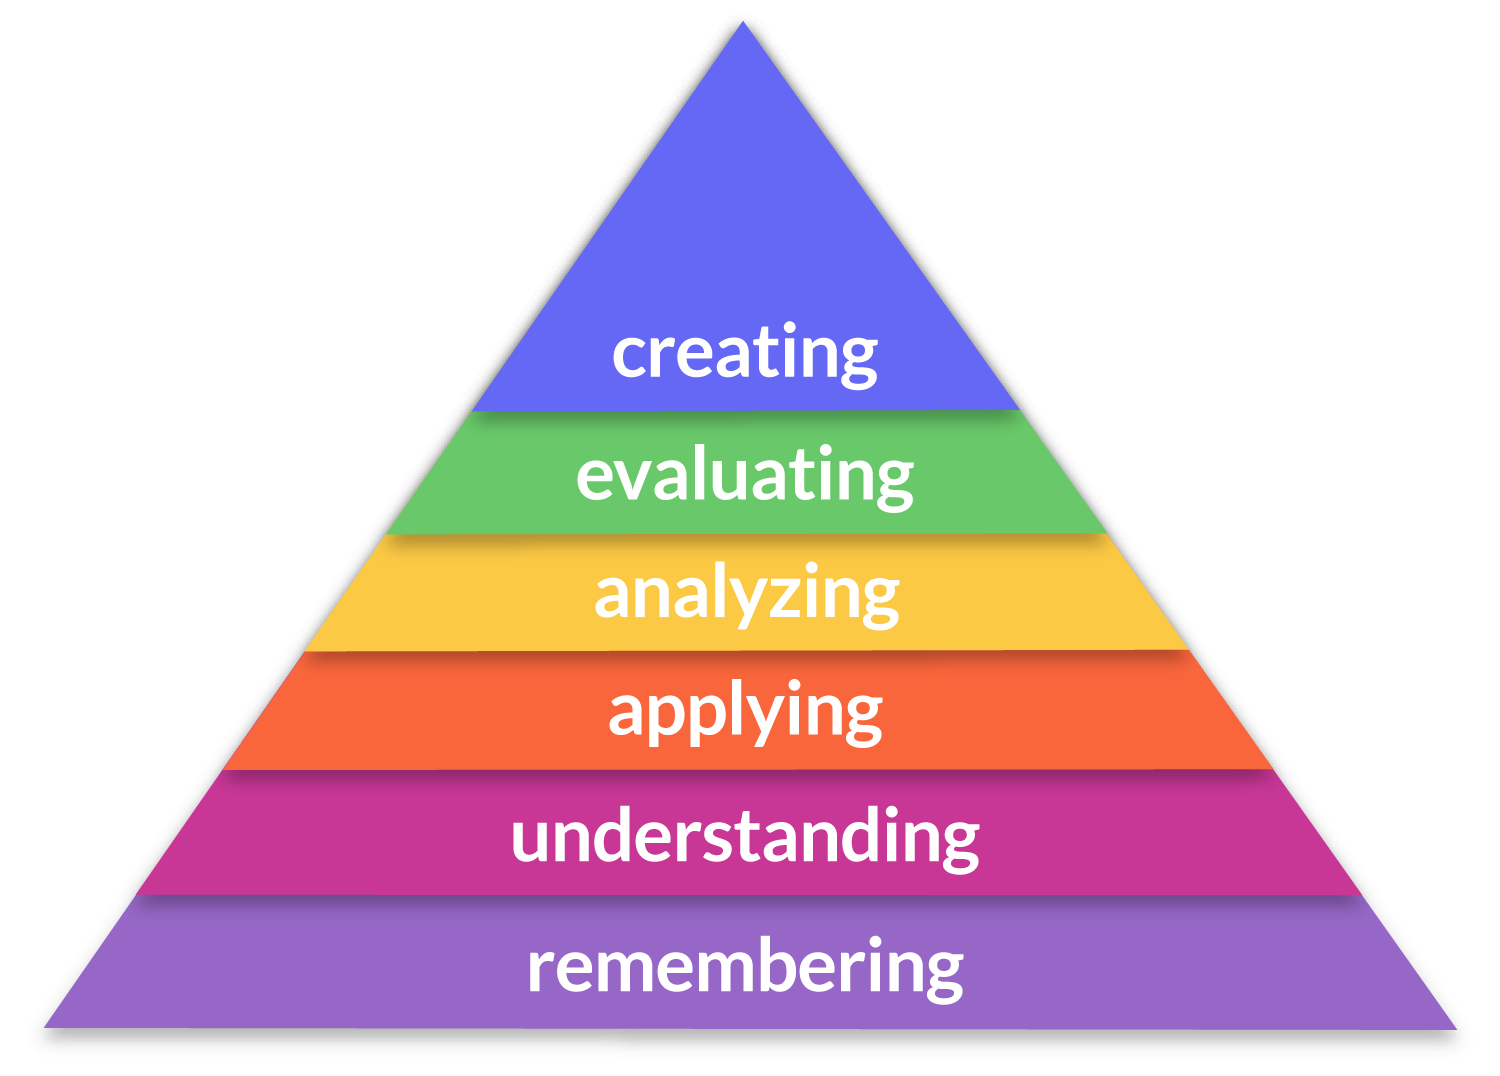 creating
evaluating
analyzing
applying
understanding
remembering